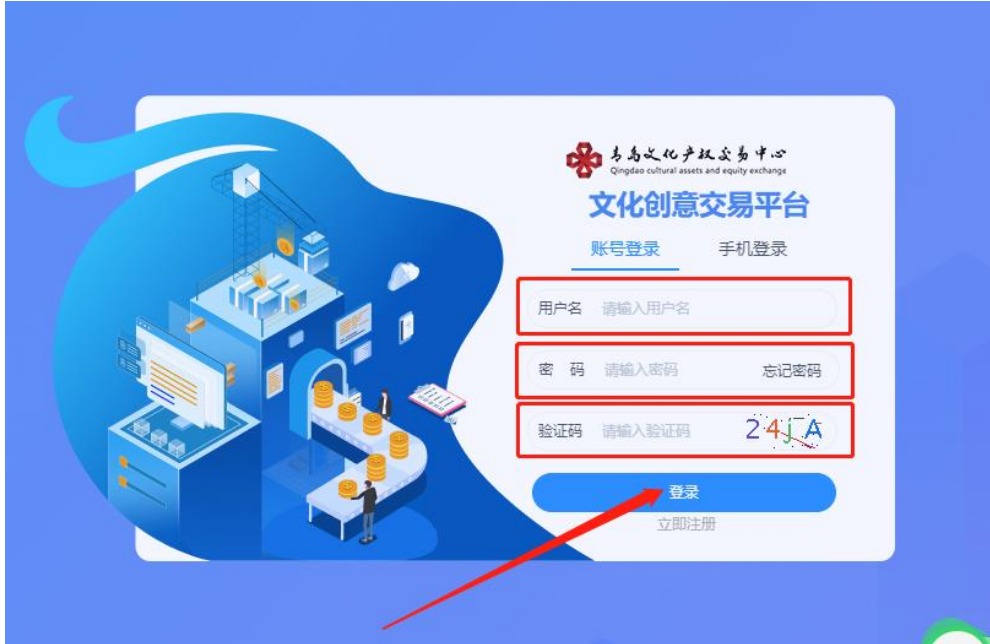 青岛文化产权交易中心
Qingdao cultural assets and equity exchange
文化创意交易平台
账号登录 手机登录
用户名 请输入用户名
密 码 请输入密码 忘记密码
验证码 请输入验证码 24jA
登录
立即注册